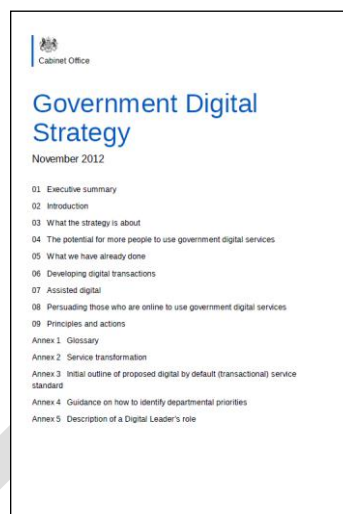 Cabinet Office
Government Digital
Strategy
November 2012
01 Executive summary
02 Introduction
03 What the strategy is about
04 The potential for more people to use government digital services
05 What we have already done
06 Developing digital transactions
07 Assisted digital
08 Persuading those who are online to use government digital services
09 Principles and actions
Annex 1 Glossary
Annex 2 Service transformation
Annex 3 Initial outline of proposed digital by default (transactional) service
standard
Annex 4 Guidance on how to identify departmental priorities
Annex 5 Description of a Digital Leader's role